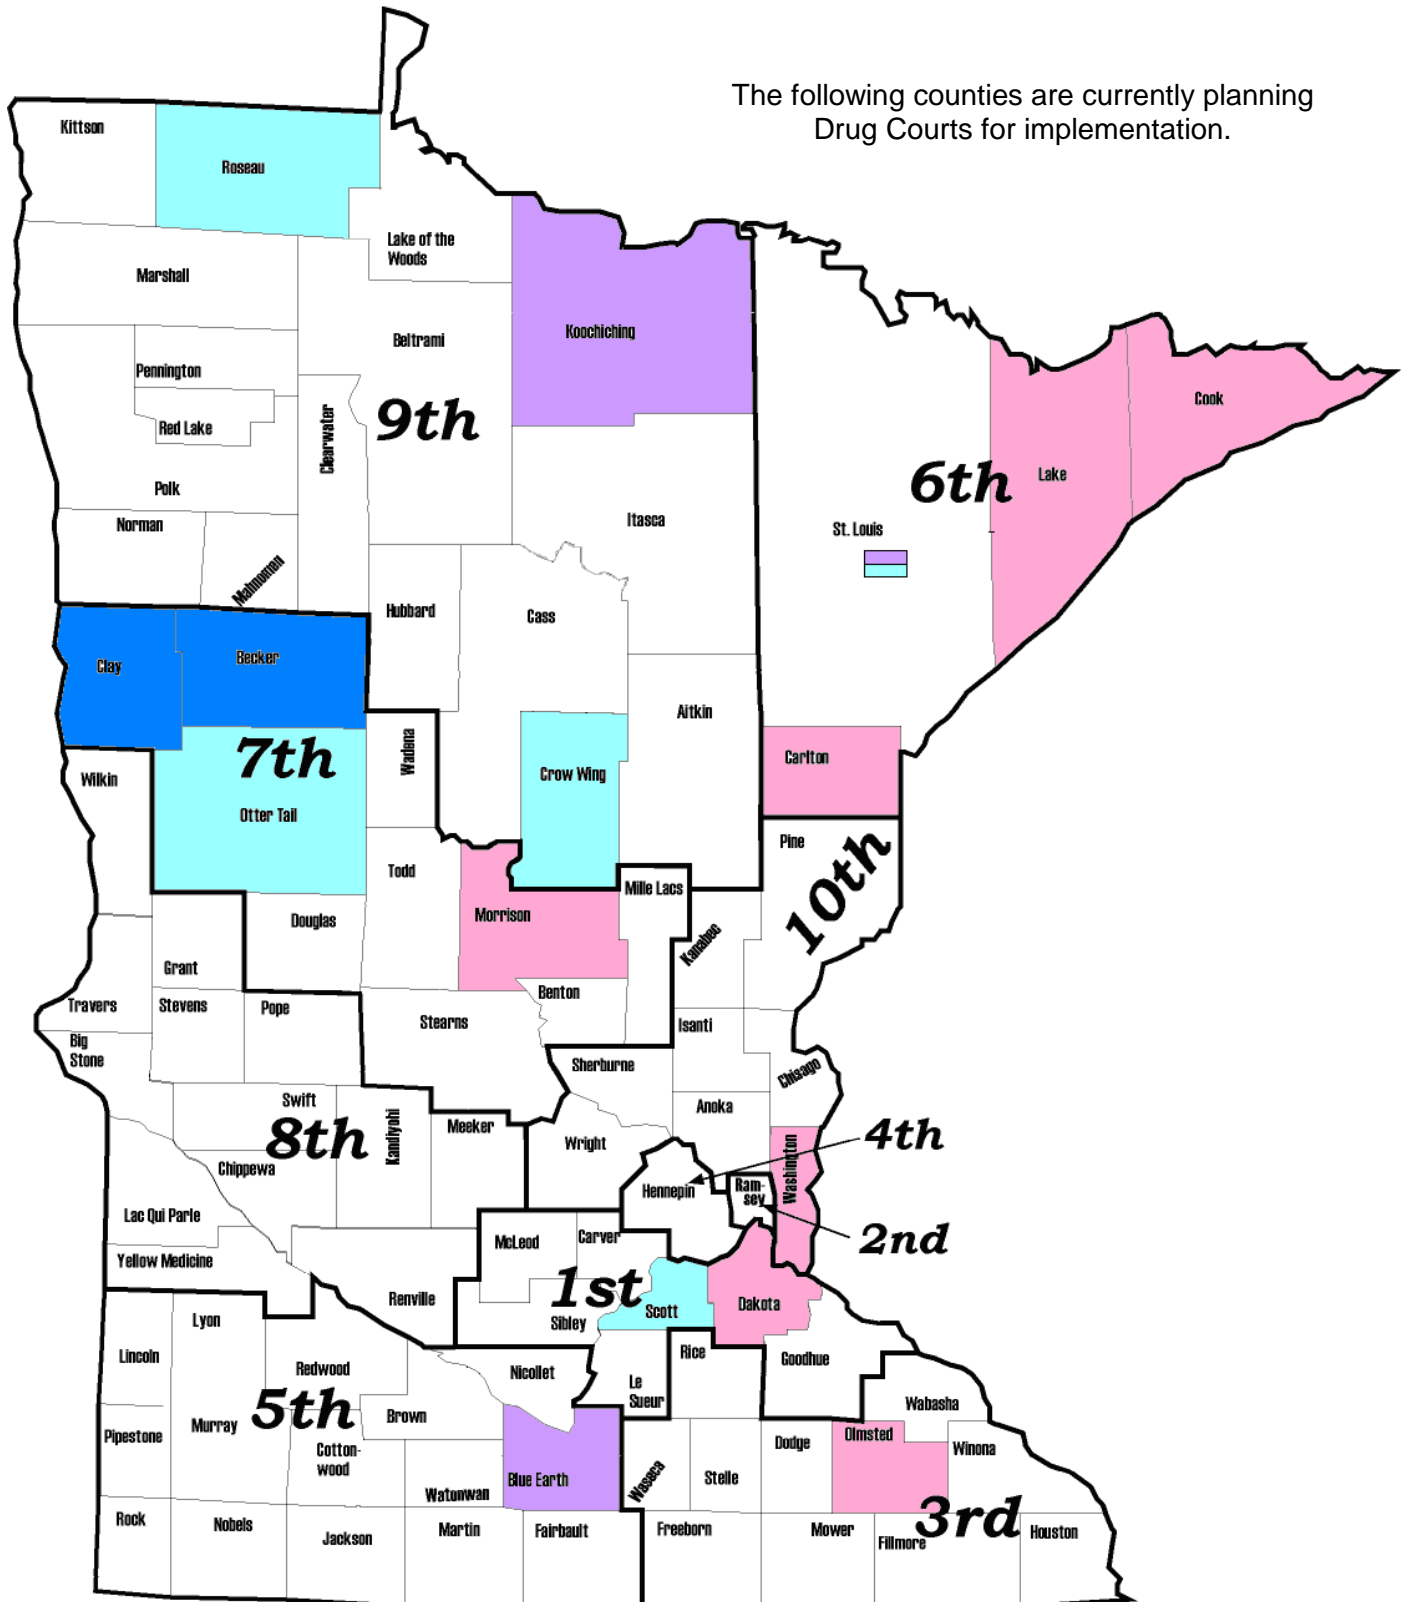 The following counties are currently planning
Drug Courts for implementation.
Kittson
Roseau
Lake of the
Woods
Marshall
Koochiching
Beltrami
Pennington
Cook
9th
Red Lake
Clearwater
6th
Lake
Polk
Norman
Itasca
St. Louis
Mahnomen
Hubbard
Cass
Clay
Becker
Aitkin
7th
Wadena
Carlton
Wilkin
Crow Wing
Otter Tail
Pine
10th
Todd
Mille Lacs
Morrison
Douglas
Kanabec
Grant
Benton
Travers
Stevens
Pope
Stearns
Isanti
Big
Stone
Sherburne
Chisago
Swift
Anoka
8th
Kandiyohi
Meeker
4th
Wright
Washington
Chippewa
Hennepin
Ram-
sey
Lac Qui Parle
2nd
McLeod
Carver
Yellow Medicine
1st
Renville
Scott
Dakota
Lyon
Sibley
Lincoln
Rice
Goodhue
Redwood
Nicollet
Le
Sueur
5th
Wabasha
Brown
Murray
Pipestone
Olmsted
Dodge
Winona
Cotton-
wood
Blue Earth
Waseca
Stelle
Watonwan
3rd
Rock
Nobels
Jackson
Martin
Fairbault
Freeborn
Mower
Fillmore
Houston